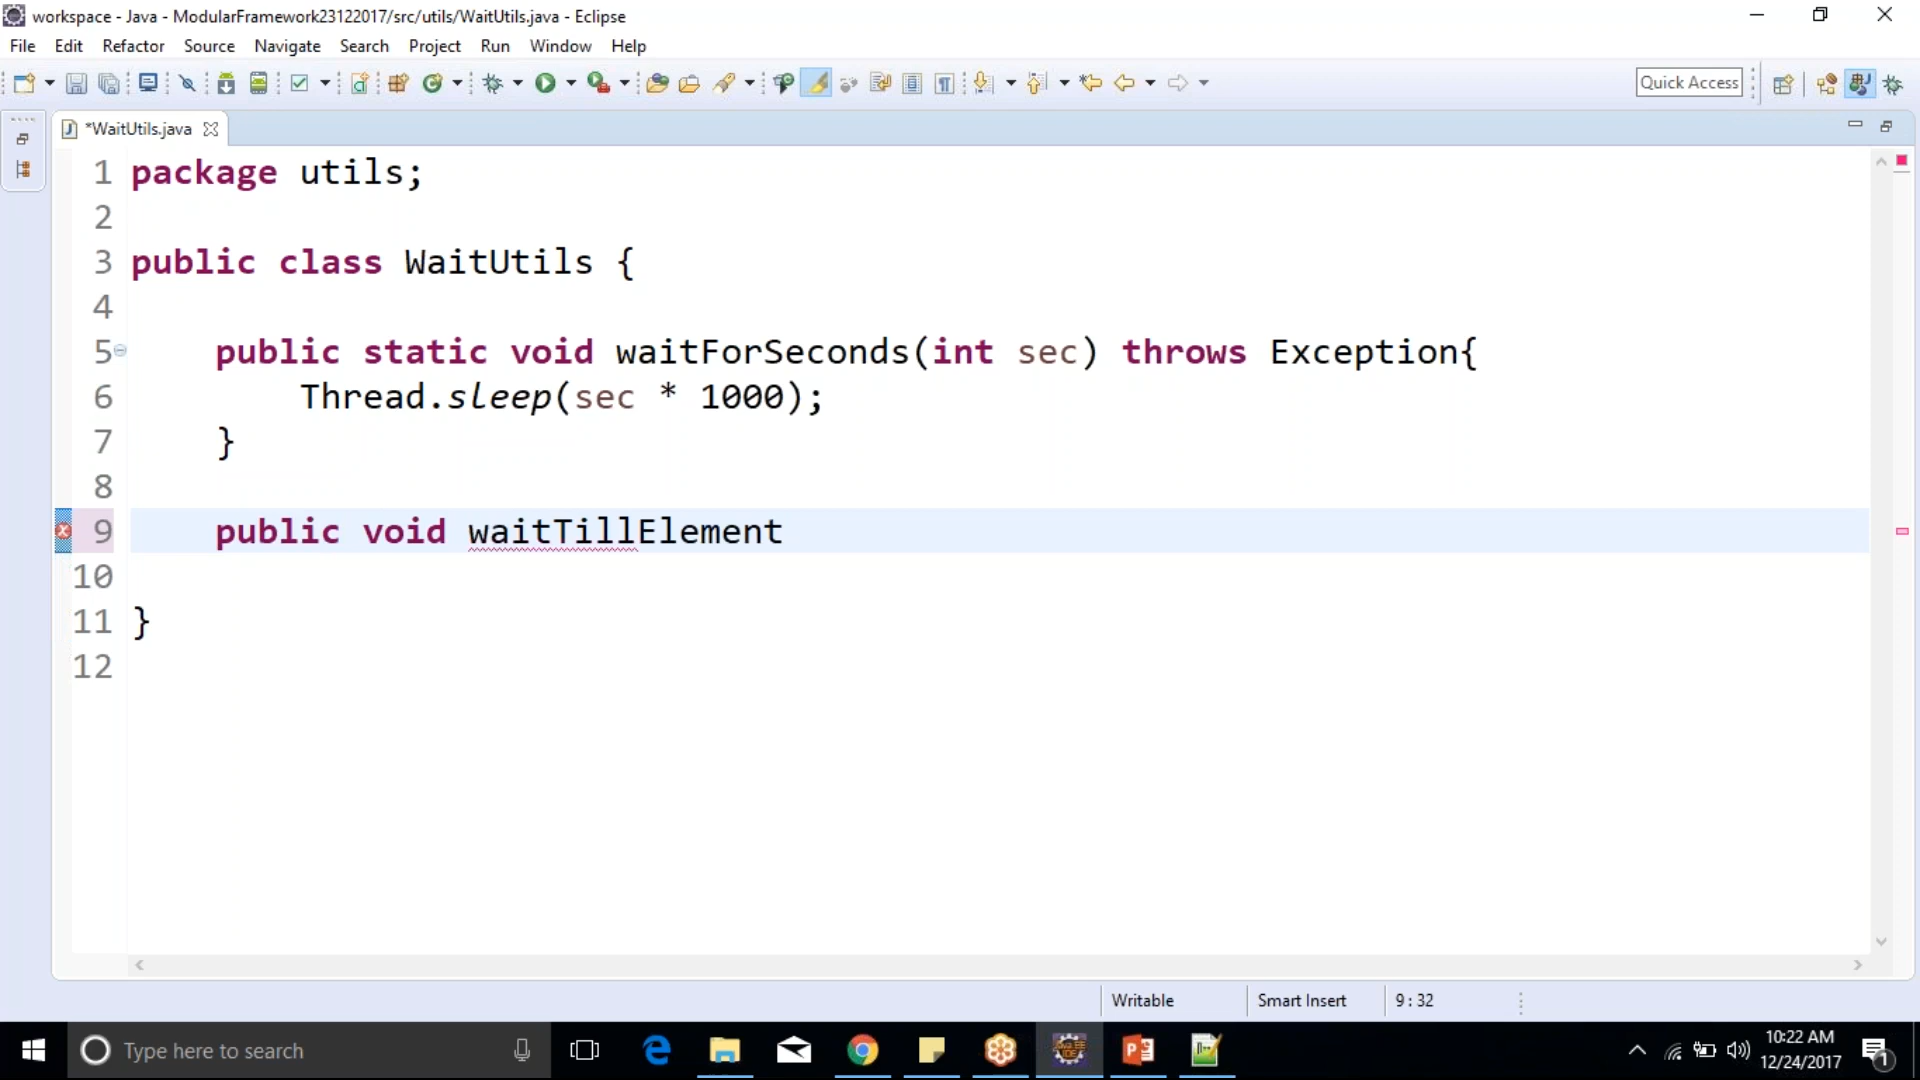 workspace - Java - ModularFramework23122017/src/utils/WaitUtils.java - Eclipse
File Edit Refactor Source Navigate Search Project Run Window Help
Quick Access
*WaitUtils.java
1 package utils;
2
3 public class WaitUtils {
4
5 public static void waitForSeconds(int sec) throws Exception{
6 Thread.sleep(sec * 1000);
7 }
8
9 public void waitTillElement
10
11 }
12
Writable Smart Insert 9 : 32
Type here to search
10:22 AM
12/24/2017
1